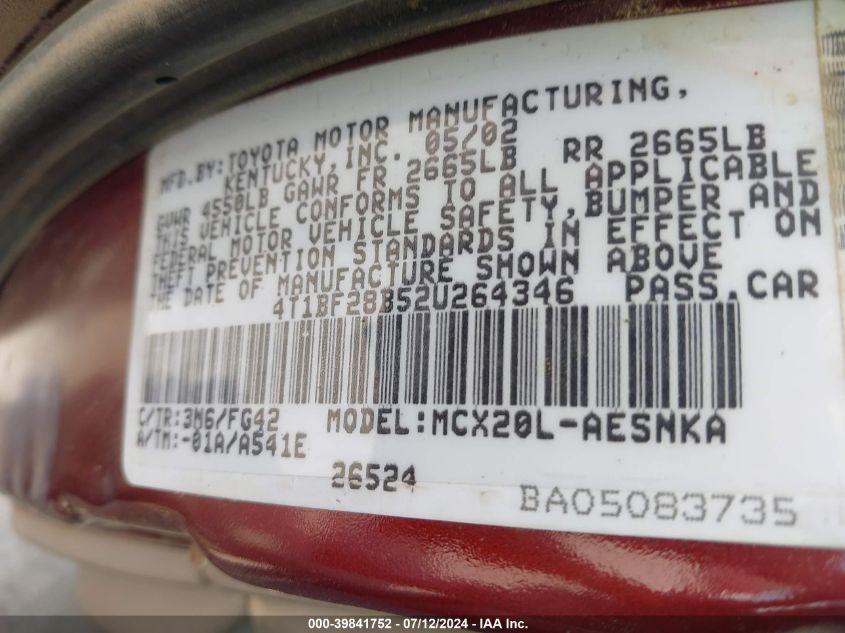 MFD.BY:TOYOTA MOTOR MANUFACTURING,
KENTUCKY,INC. 05/02
GVWR 4550LB GAWR FR 2665LB RR 2665LB
THIS VEHICLE CONFORMS TO ALL APPLICABLE
FEDERAL MOTOR VEHICLE SAFETY,BUMPER AND
THEFT PREVENTION STANDARDS IN EFFECT ON
THE DATE OF MANUFACTURE SHOWN ABOVE
4T1BF28B52U264346 PASS.CAR
C/TR:3M6/FG42 MODEL:MCX20L-AESNKA
A/TM:-01A/A541E
26524
BA05083735
000-39841752 / 07/12/2024 - IAA Inc.